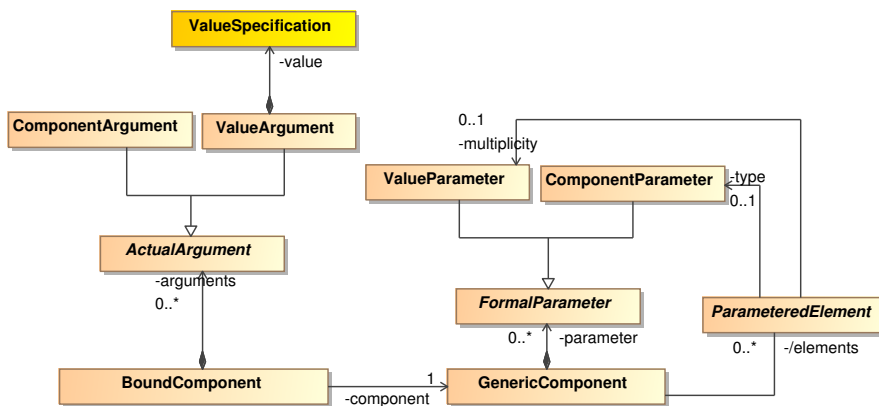 ValueSpecification
-value
ComponentArgument
ValueArgument
0..1
-multiplicity
ValueParameter
ComponentParameter
-type
0..1
ActualArgument
-arguments
0..*
FormalParameter
0..*
-parameter
ParameteredElement
0..*
-/elements
BoundComponent
1
-component
GenericComponent